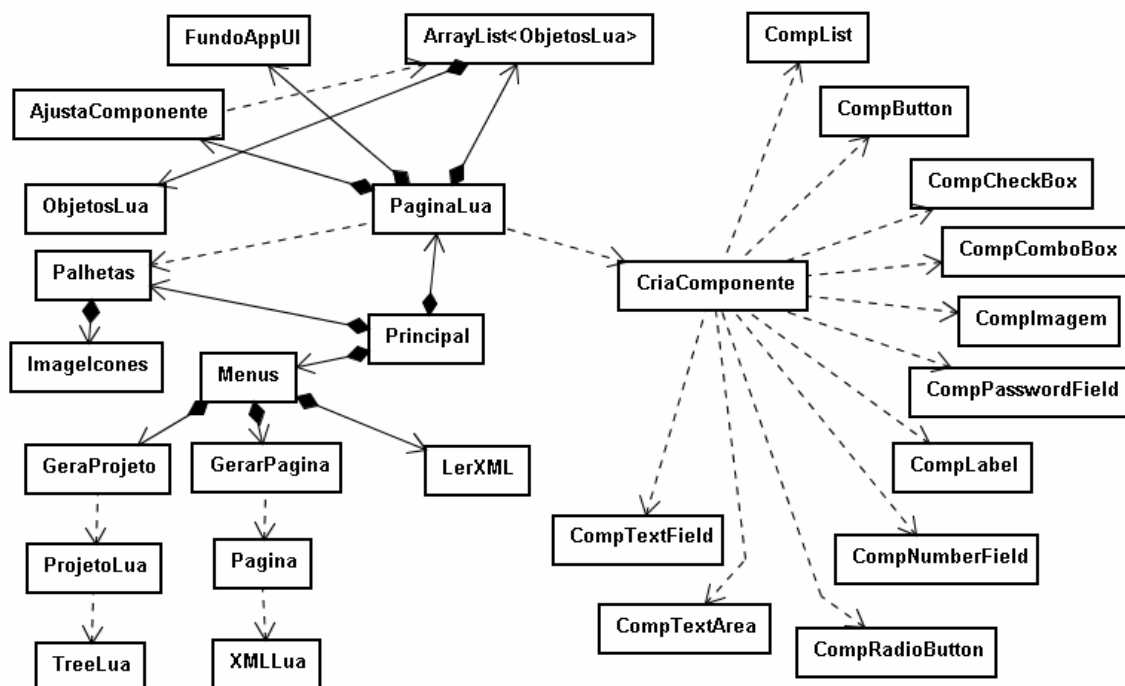 FundoAppUI
ArrayList<ObjetosLua>
CompList
AjustaComponente
CompButton
CompCheckBox
ObjetosLua
PaginaLua
CompComboBox
Palhetas
CriaComponente
CompImagem
Principal
ImageIcones
Menus
CompPasswordField
GeraProjeto
GerarPagina
LerXML
CompLabel
CompTextField
CompNumberField
ProjetoLua
Pagina
CompTextArea
CompRadioButton
TreeLua
XMLLua